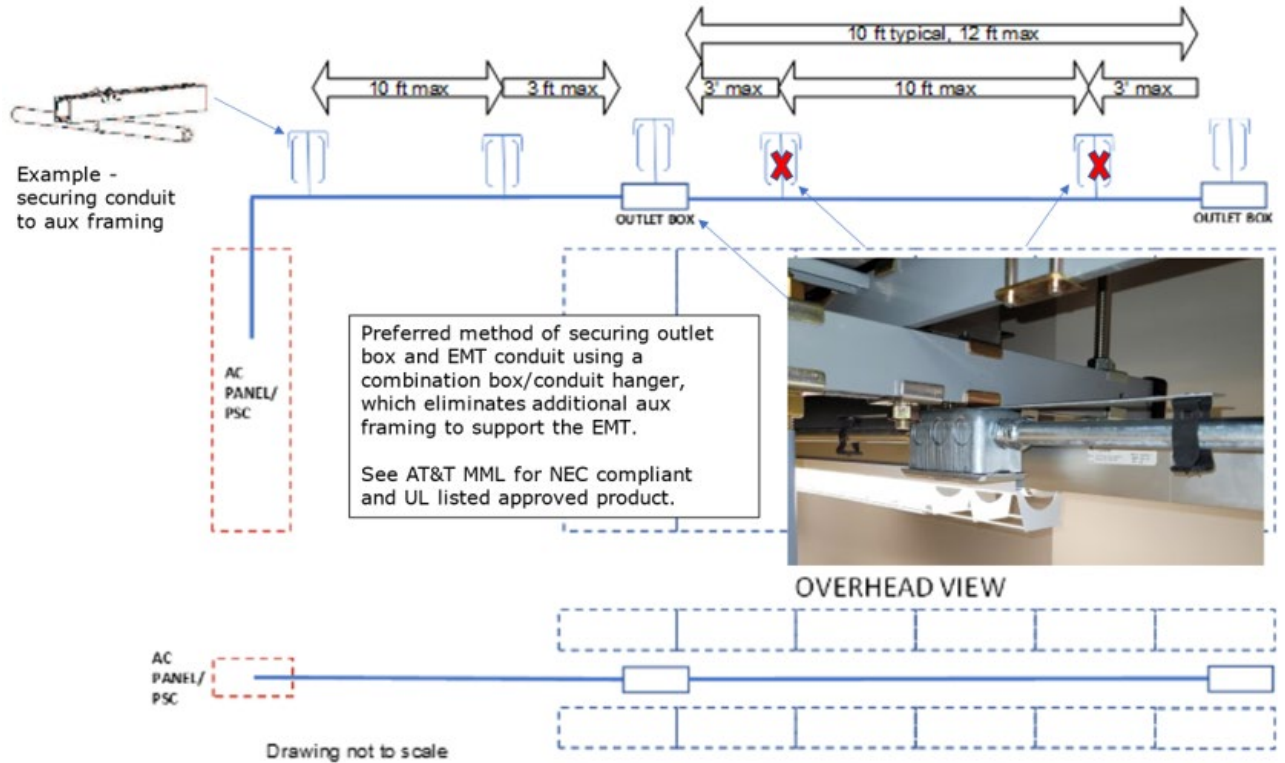 10 ft typical, 12 ft max
10 ft max
3 ft max
3' max
10 ft max
3' max
Example -
securing conduit
to aux framing
OUTLET BOX
OUTLET BOX
AC
PANEL/
PSC
Preferred method of securing outlet
box and EMT conduit using a
combination box/conduit hanger,
which eliminates additional aux
framing to support the EMT.
See AT&T MML for NEC compliant
and UL listed approved product.
OVERHEAD VIEW
AC
PANEL/
PSC
Drawing not to scale